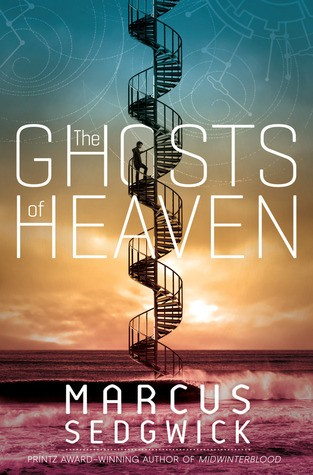 The
GHOSTS
of
HEAVEN
MARCUS
SEDGWICK
PRINTZ AWARD–WINNING AUTHOR OF MIDWINTERBLOOD